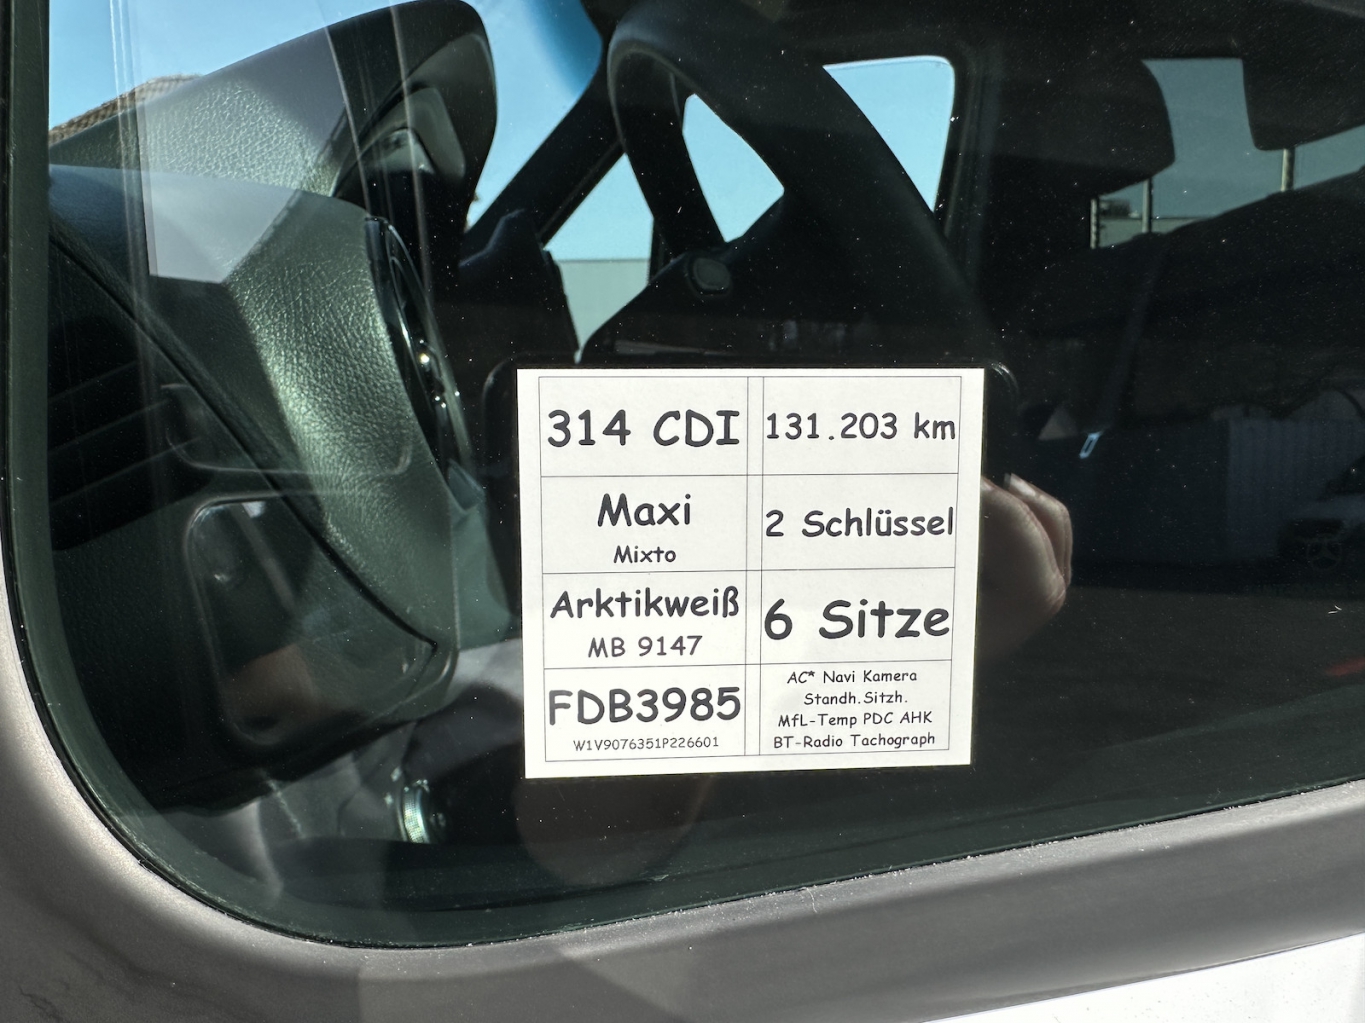 314 CDI
131.203 km
Maxi
Mixto
2 Schlüssel
Arktikweiß
MB 9147
6 Sitze
FDB3985
W1V9076351P226601
AC* Navi Kamera
Standh.Sitzh.
MfL-Temp PDC AHK
BT-Radio Tachograph